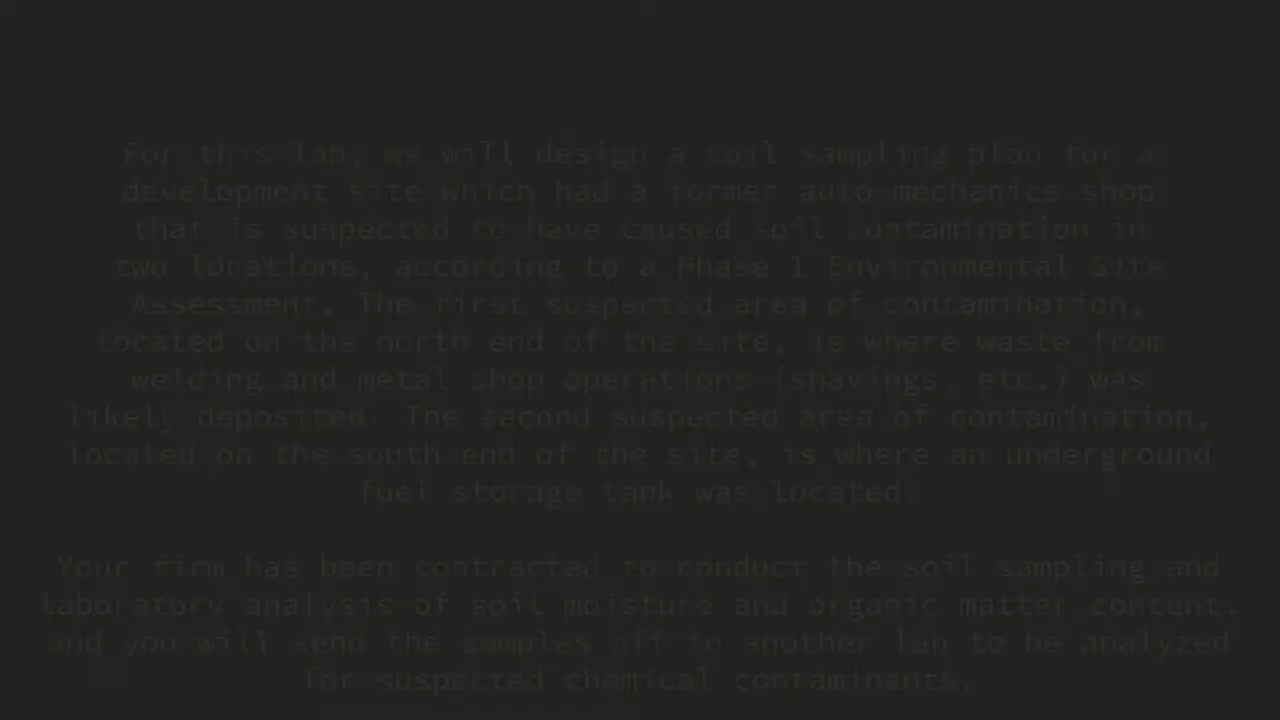 For this lab, we will design a soil sampling plan for a
development site which had a former auto-mechanics shop
that is suspected to have caused soil contamination in
two locations, according to a Phase 1 Environmental Site
Assessment. The first suspected area of contamination,
located on the north end of the site, is where waste from
welding and metal shop operations (shavings, etc.) was
likely deposited. The second suspected area of contamination,
located on the south end of the site, is where an underground
fuel storage tank was located.
Your firm has been contracted to conduct the soil sampling and
laboratory analysis of soil moisture and organic matter content,
and you will send the samples off to another lab to be analyzed
for suspected chemical contaminants.